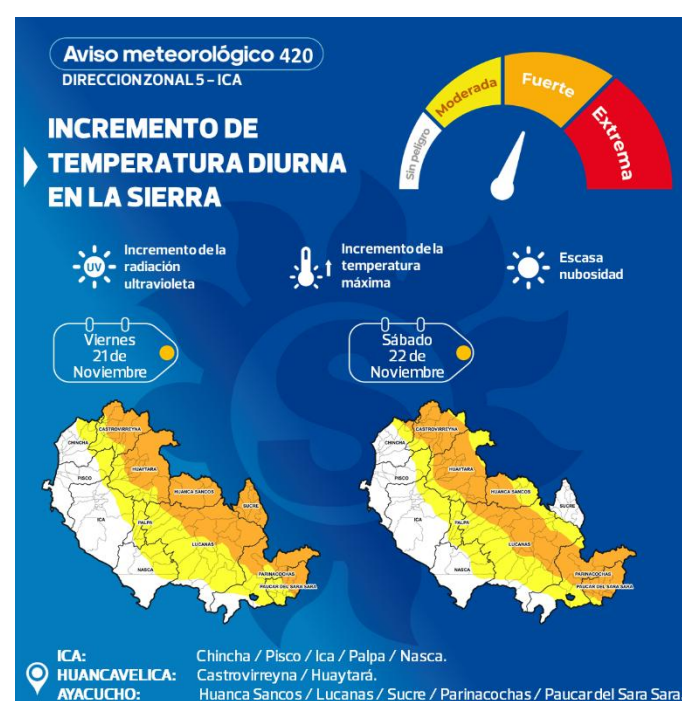 Aviso meteorológico 420
DIRECCION ZONAL 5 - ICA
INCREMENTO DE
TEMPERATURA DIURNA
EN LA SIERRA
Sin peligro
Moderada
Fuerte
Extrema
UV
Incremento de la
radiación
ultravioleta
Incremento de la
temperatura
máxima
Escasa
nubosidad
Viernes
21 de
Noviembre
Sábado
22 de
Noviembre
CASTROVIRREYNA
CHINCHA
HUAYTARA
PISCO
HUANCA SANCOS
SUCRE
ICA
PALPA
LUCANAS
NASCA
PARINACOCHAS
PAUCAR DEL SARA SARA
CASTROVIRREYNA
CHINCHA
HUAYTARA
PISCO
HUANCA SANCOS
SUCRE
ICA
PALPA
LUCANAS
NASCA
PARINACOCHAS
PAUCAR DEL SARA SARA
ICA: Chincha / Pisco / Ica / Palpa / Nasca.
HUANCAVELICA: Castrovirreyna / Huaytará.
AYACUCHO: Huanca Sancos / Lucanas / Sucre / Parinacochas / Paucar del Sara Sara.